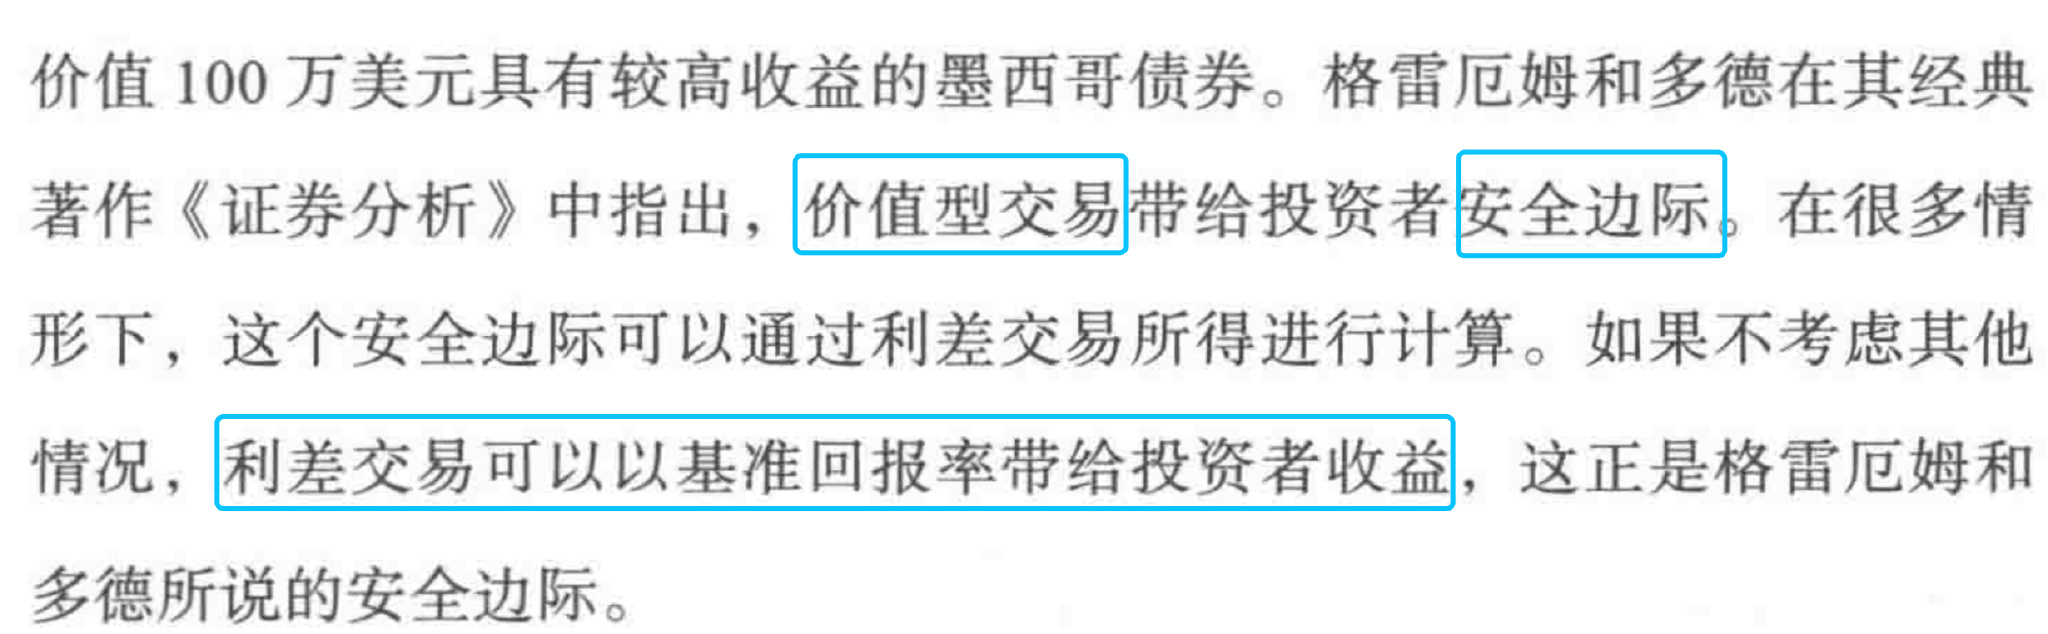 价值 100 万美元具有较高收益的墨西哥债券。格雷厄姆和多德在其经典
著作《证券分析》中指出，价值型交易带给投资者安全边际。在很多情
形下，这个安全边际可以通过利差交易所得进行计算。如果不考虑其他
情况，利差交易可以以基准回报率带给投资者收益，这正是格雷厄姆和
多德所说的安全边际。